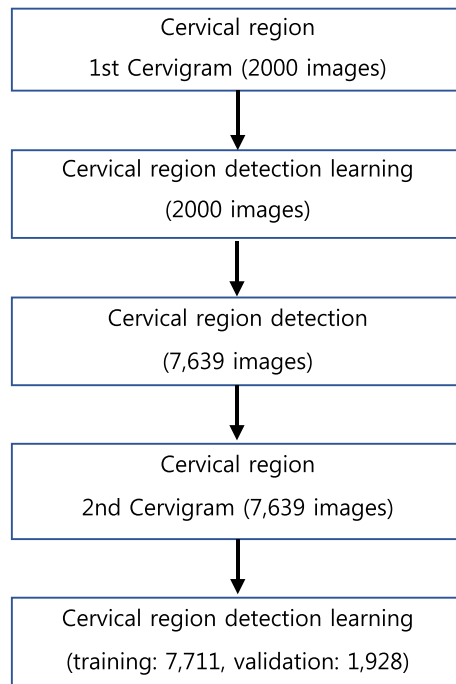 Cervical region
1st Cervigram (2000 images)
Cervical region detection learning
(2000 images)
Cervical region detection
(7,639 images)
Cervical region
2nd Cervigram (7,639 images)
Cervical region detection learning
(training: 7,711, validation: 1,928)